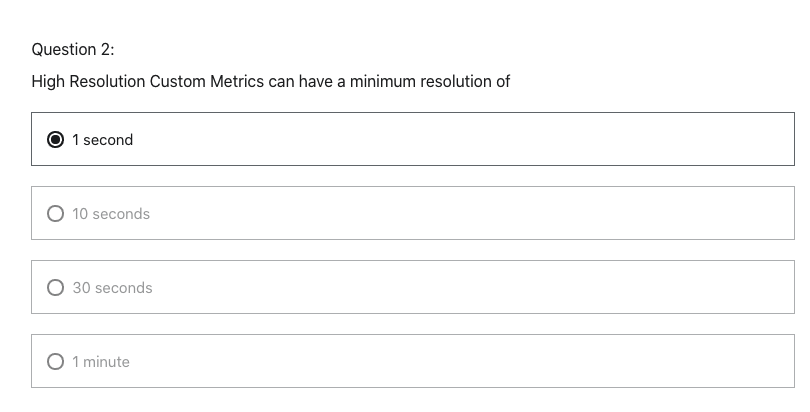 Question 2:
High Resolution Custom Metrics can have a minimum resolution of
1 second
10 seconds
30 seconds
1 minute